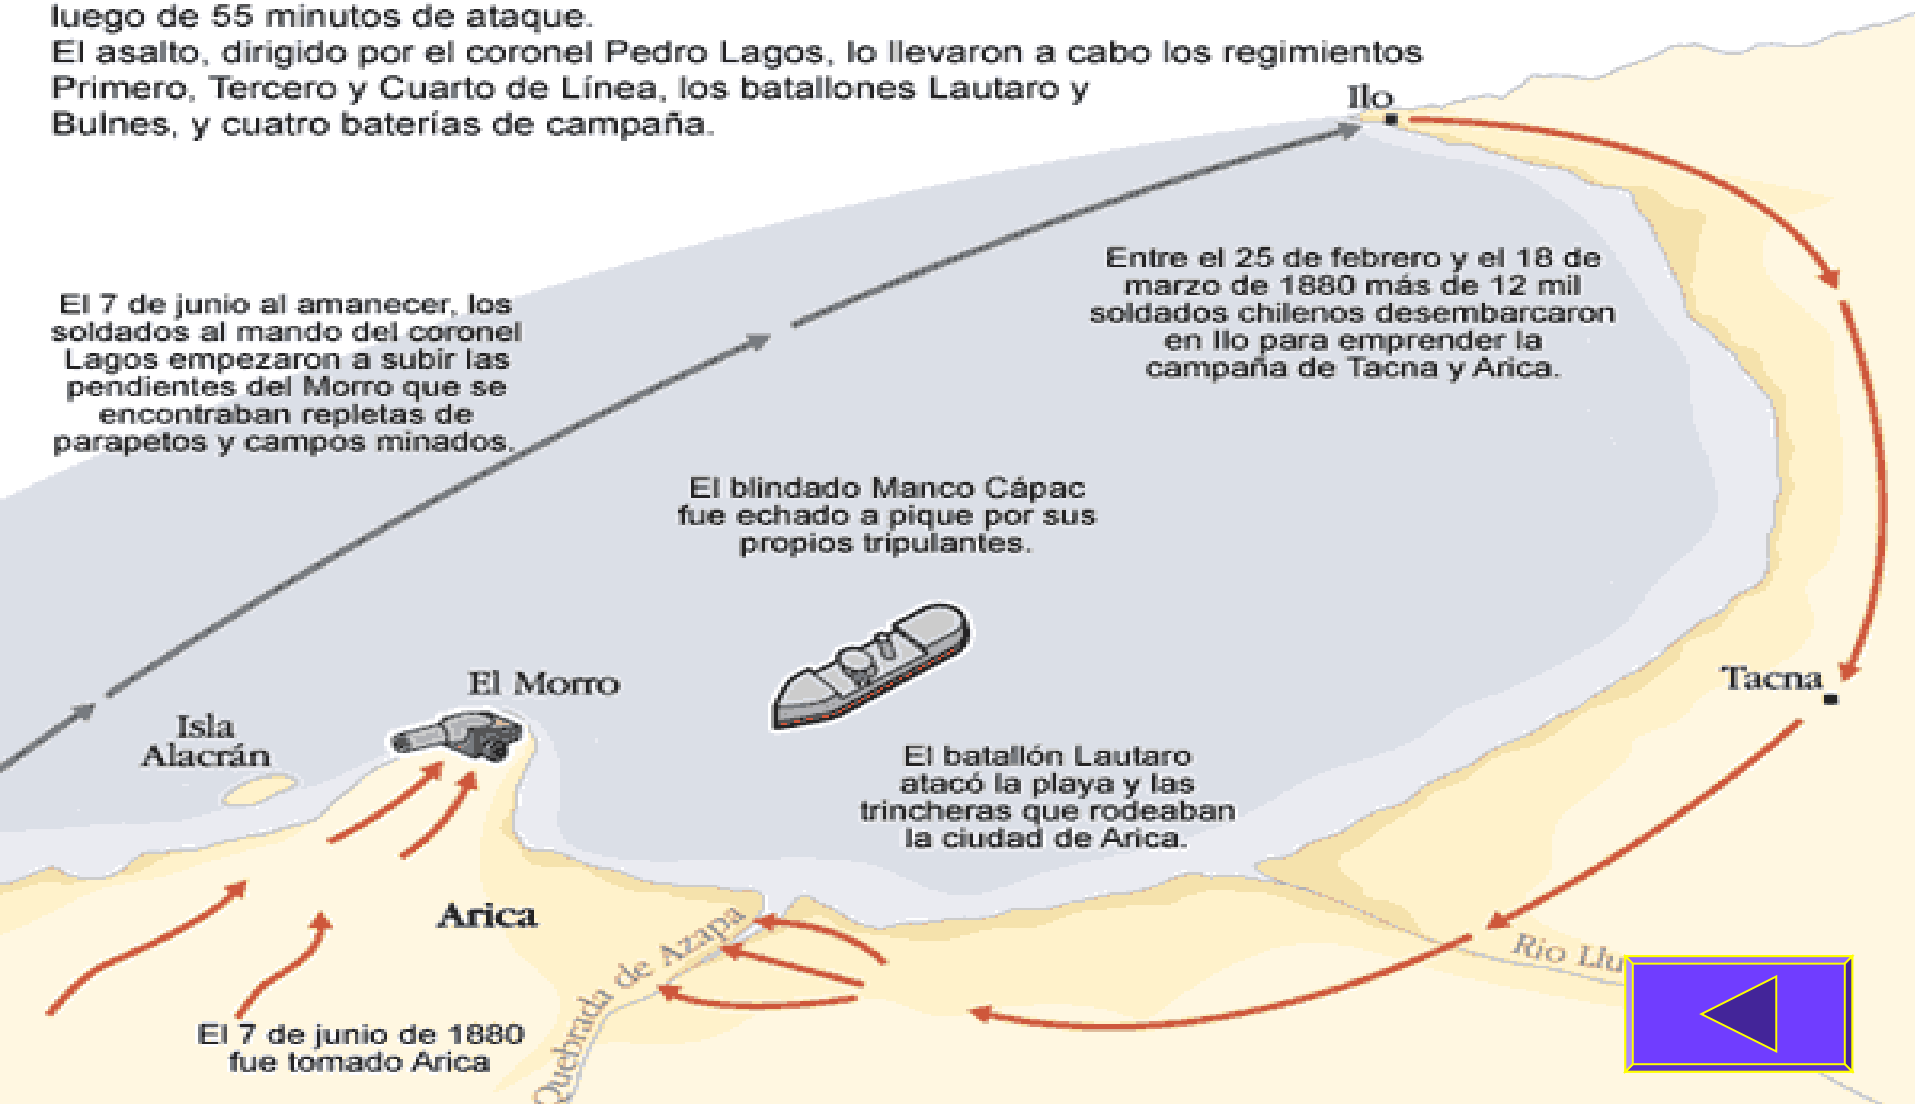 luego de 55 minutos de ataque.
El asalto, dirigido por el coronel Pedro Lagos, lo llevaron a cabo los regimientos
Primero, Tercero y Cuarto de Línea, los batallones Lautaro y
Bulnes, y cuatro baterías de campaña.
Ilo
Entre el 25 de febrero y el 18 de
marzo de 1880 más de 12 mil
soldados chilenos desembarcaron
en Ilo para emprender la
campaña de Tacna y Arica.
El 7 de junio al amanecer, los
soldados al mando del coronel
Lagos empezaron a subir las
pendientes del Morro que se
encontraban repletas de
parapetos y campos minados.
El blindado Manco Cápac
fue echado a pique por sus
propios tripulantes.
El Morro
Tacna
Isla
Alacrán
El batallón Lautaro
atacó la playa y las
trincheras que rodeaban
la ciudad de Arica.
Arica
Quebrada de Azapa
Río
El 7 de junio de 1880
fue tomado Arica